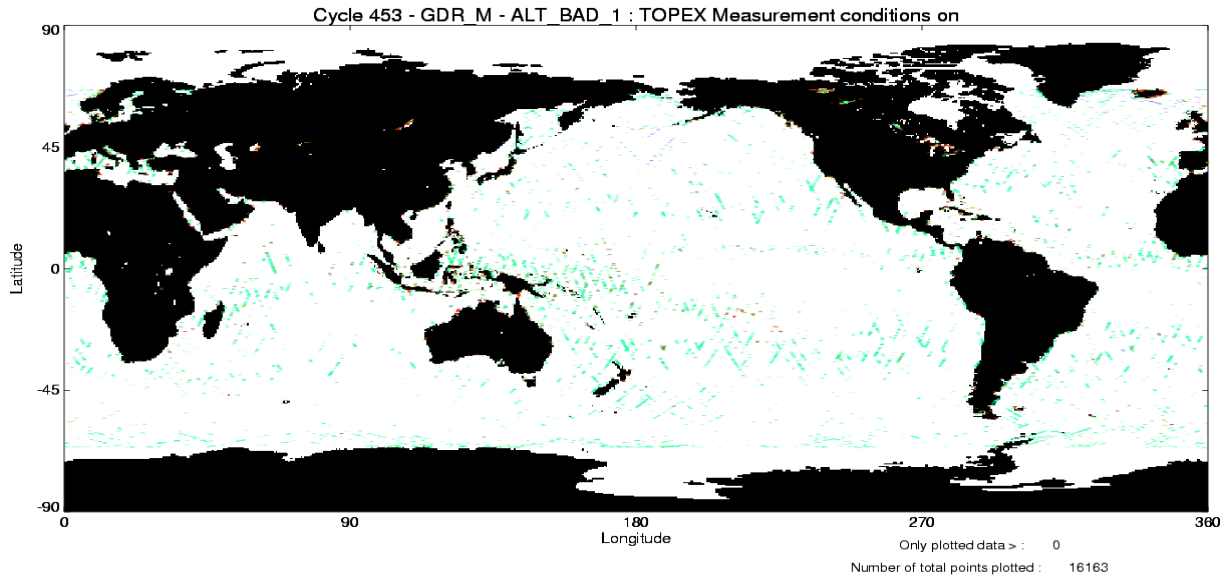 Cycle 453 - GDR_M - ALT_BAD_1 : TOPEX Measurement conditions on
90
45
0
-45
-90
Latitude
0 90 180 270 360
Longitude
Only plotted data > : 0
Number of total points plotted : 16163